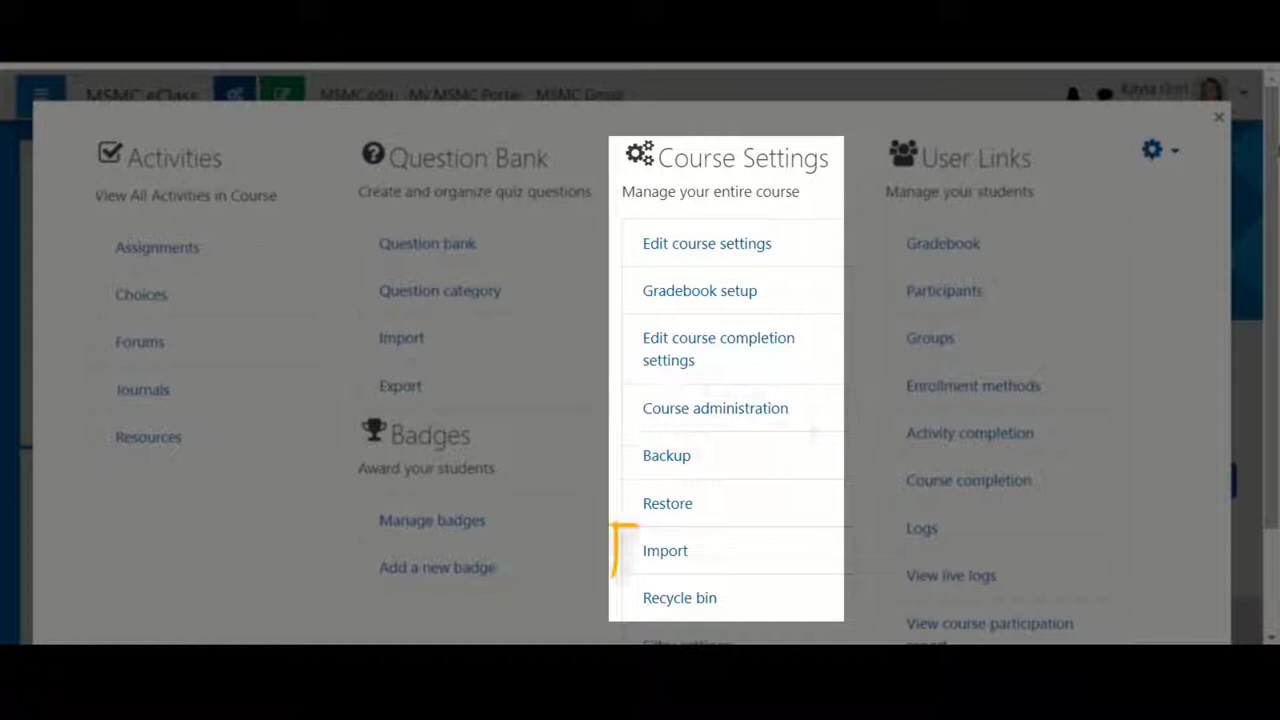 MSMC eClass
MSMC.edu My MSMC Portal MSMC Gmail
Activities
View All Activities in Course
Assignments
Choices
Forums
Journals
Resources
Question Bank
Create and organize quiz questions
Question bank
Question category
Import
Export
Badges
Award your students
Manage badges
Add a new badge
Course Settings
Manage your entire course
Edit course settings
Gradebook setup
Edit course completion
settings
Course administration
Backup
Restore
Import
Recycle bin
Filter settings
User Links
Manage your students
Gradebook
Participants
Groups
Enrollment methods
Activity completion
Course completion
Logs
View live logs
View course participation